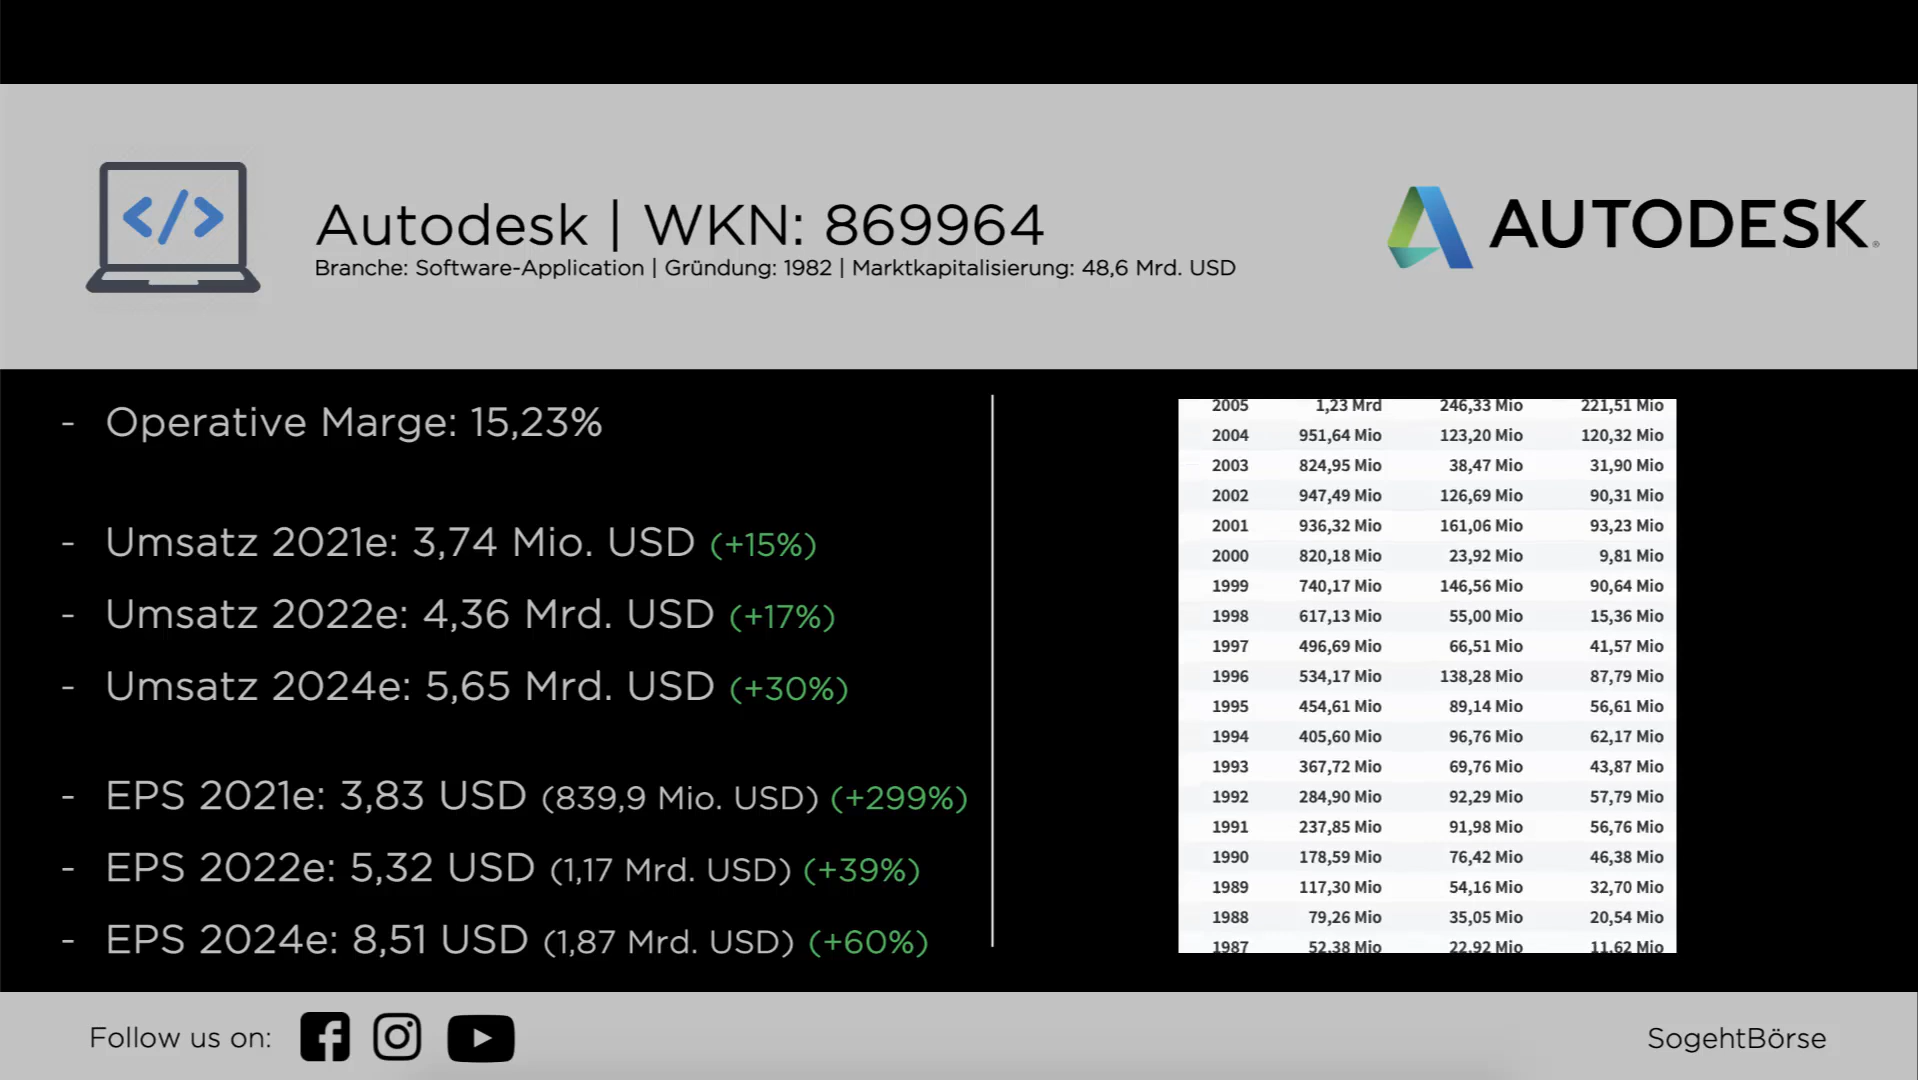 </>
Autodesk | WKN: 869964
Branche: Software-Application | Gründung: 1982 | Marktkapitalisierung: 48,6 Mrd. USD
AUTODESK®
- Operative Marge: 15,23%
- Umsatz 2021e: 3,74 Mio. USD (+15%)
- Umsatz 2022e: 4,36 Mrd. USD (+17%)
- Umsatz 2024e: 5,65 Mrd. USD (+30%)
- EPS 2021e: 3,83 USD (839,9 Mio. USD) (+299%)
- EPS 2022e: 5,32 USD (1,17 Mrd. USD) (+39%)
- EPS 2024e: 8,51 USD (1,87 Mrd. USD) (+60%)
2005 1,23 Mrd 246,33 Mio 221,51 Mio
2004 951,64 Mio 123,20 Mio 120,32 Mio
2003 824,95 Mio 38,47 Mio 31,90 Mio
2002 947,49 Mio 126,69 Mio 90,31 Mio
2001 936,32 Mio 161,06 Mio 93,23 Mio
2000 820,18 Mio 23,92 Mio 9,81 Mio
1999 740,17 Mio 146,56 Mio 90,64 Mio
1998 617,13 Mio 55,00 Mio 15,36 Mio
1997 496,69 Mio 66,51 Mio 41,57 Mio
1996 534,17 Mio 138,28 Mio 87,79 Mio
1995 454,61 Mio 89,14 Mio 56,61 Mio
1994 405,60 Mio 96,76 Mio 62,17 Mio
1993 367,72 Mio 69,76 Mio 43,87 Mio
1992 284,90 Mio 92,29 Mio 57,79 Mio
1991 237,85 Mio 91,98 Mio 56,76 Mio
1990 178,59 Mio 76,42 Mio 46,38 Mio
1989 117,30 Mio 54,16 Mio 32,70 Mio
1988 79,26 Mio 35,05 Mio 20,54 Mio
1987 52,38 Mio 22,92 Mio 11,62 Mio
Follow us on:
SogehtBörse